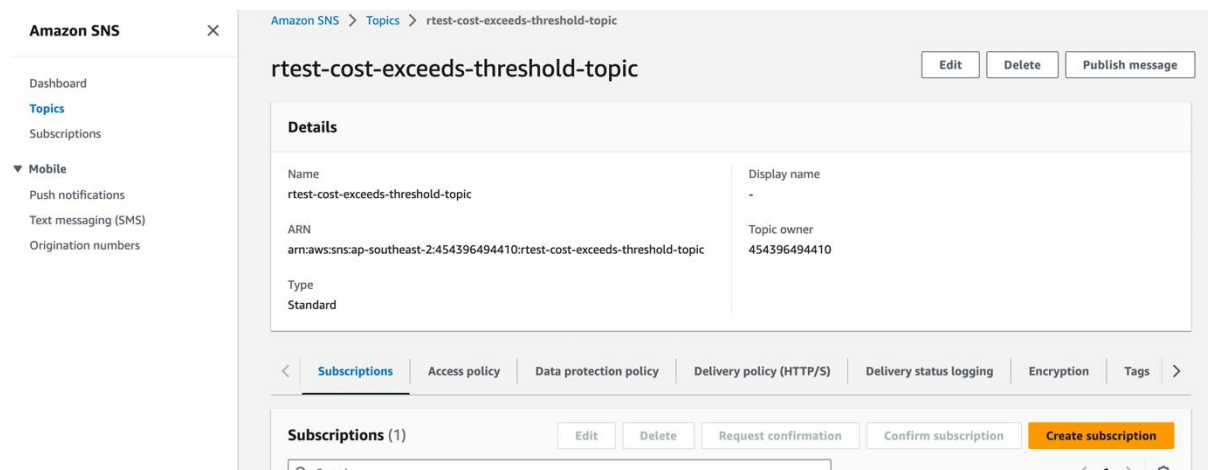 Amazon SNS
Dashboard
Topics
Subscriptions
Mobile
Push notifications
Text messaging (SMS)
Origination numbers
Amazon SNS > Topics > rtest-cost-exceeds-threshold-topic
rtest-cost-exceeds-threshold-topic
Edit Delete Publish message
Details
Name
rtest-cost-exceeds-threshold-topic
ARN
arn:aws:sns:ap-southeast-2:454396494410:rtest-cost-exceeds-threshold-topic
Type
Standard
Display name
-
Topic owner
454396494410
Subscriptions Access policy Data protection policy Delivery policy (HTTP/S) Delivery status logging Encryption Tags
Subscriptions (1) Edit Delete Request confirmation Confirm subscription Create subscription